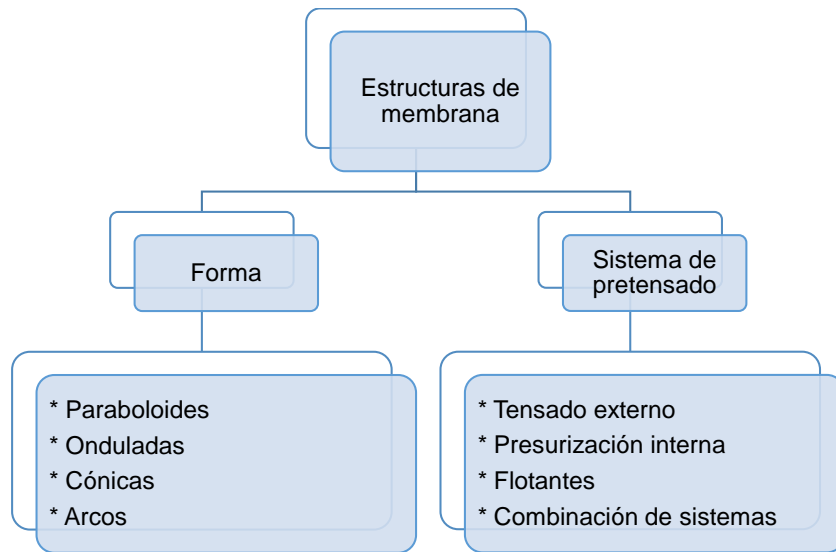 Estructuras de
membrana
Forma
Sistema de
pretensado
* Paraboloides
* Onduladas
* Cónicas
* Arcos
* Tensado externo
* Presurización interna
* Flotantes
* Combinación de sistemas